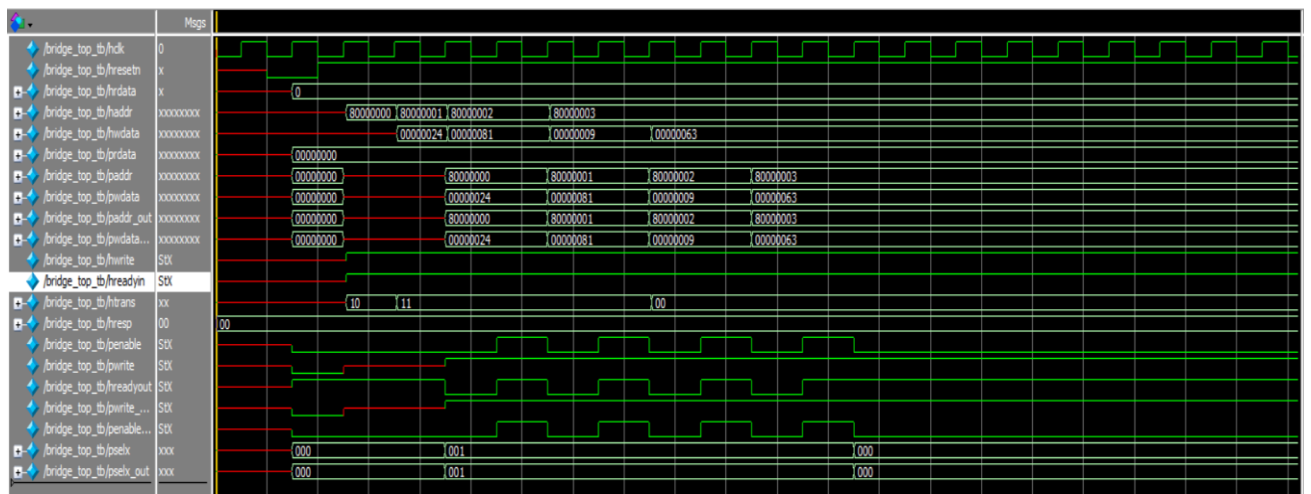 Msgs
/bridge_top_tb/hclk 0
/bridge_top_tb/hresetn x
/bridge_top_tb/hrdata x 0
/bridge_top_tb/haddr xxxxxxxx 80000000 80000001 80000002 80000003
/bridge_top_tb/hwdata xxxxxxxx 00000024 00000081 00000009 00000063
/bridge_top_tb/prdata xxxxxxxx 00000000
/bridge_top_tb/paddr xxxxxxxx 00000000 80000000 80000001 80000002 80000003
/bridge_top_tb/pwdata xxxxxxxx 00000000 00000024 00000081 00000009 00000063
/bridge_top_tb/paddr_out xxxxxxxx 00000000 80000000 80000001 80000002 80000003
/bridge_top_tb/pwdata... xxxxxxxx 00000000 00000024 00000081 00000009 00000063
/bridge_top_tb/hwrite StX
/bridge_top_tb/hreadyin StX
/bridge_top_tb/htrans xx 10 11 00
/bridge_top_tb/hresp 00 00
/bridge_top_tb/penable StX
/bridge_top_tb/pwrite StX
/bridge_top_tb/hreadyout StX
/bridge_top_tb/pwrite_... StX
/bridge_top_tb/penable... StX
/bridge_top_tb/pselx xxx 000 001 000
/bridge_top_tb/pselx_out xxx 000 001 000